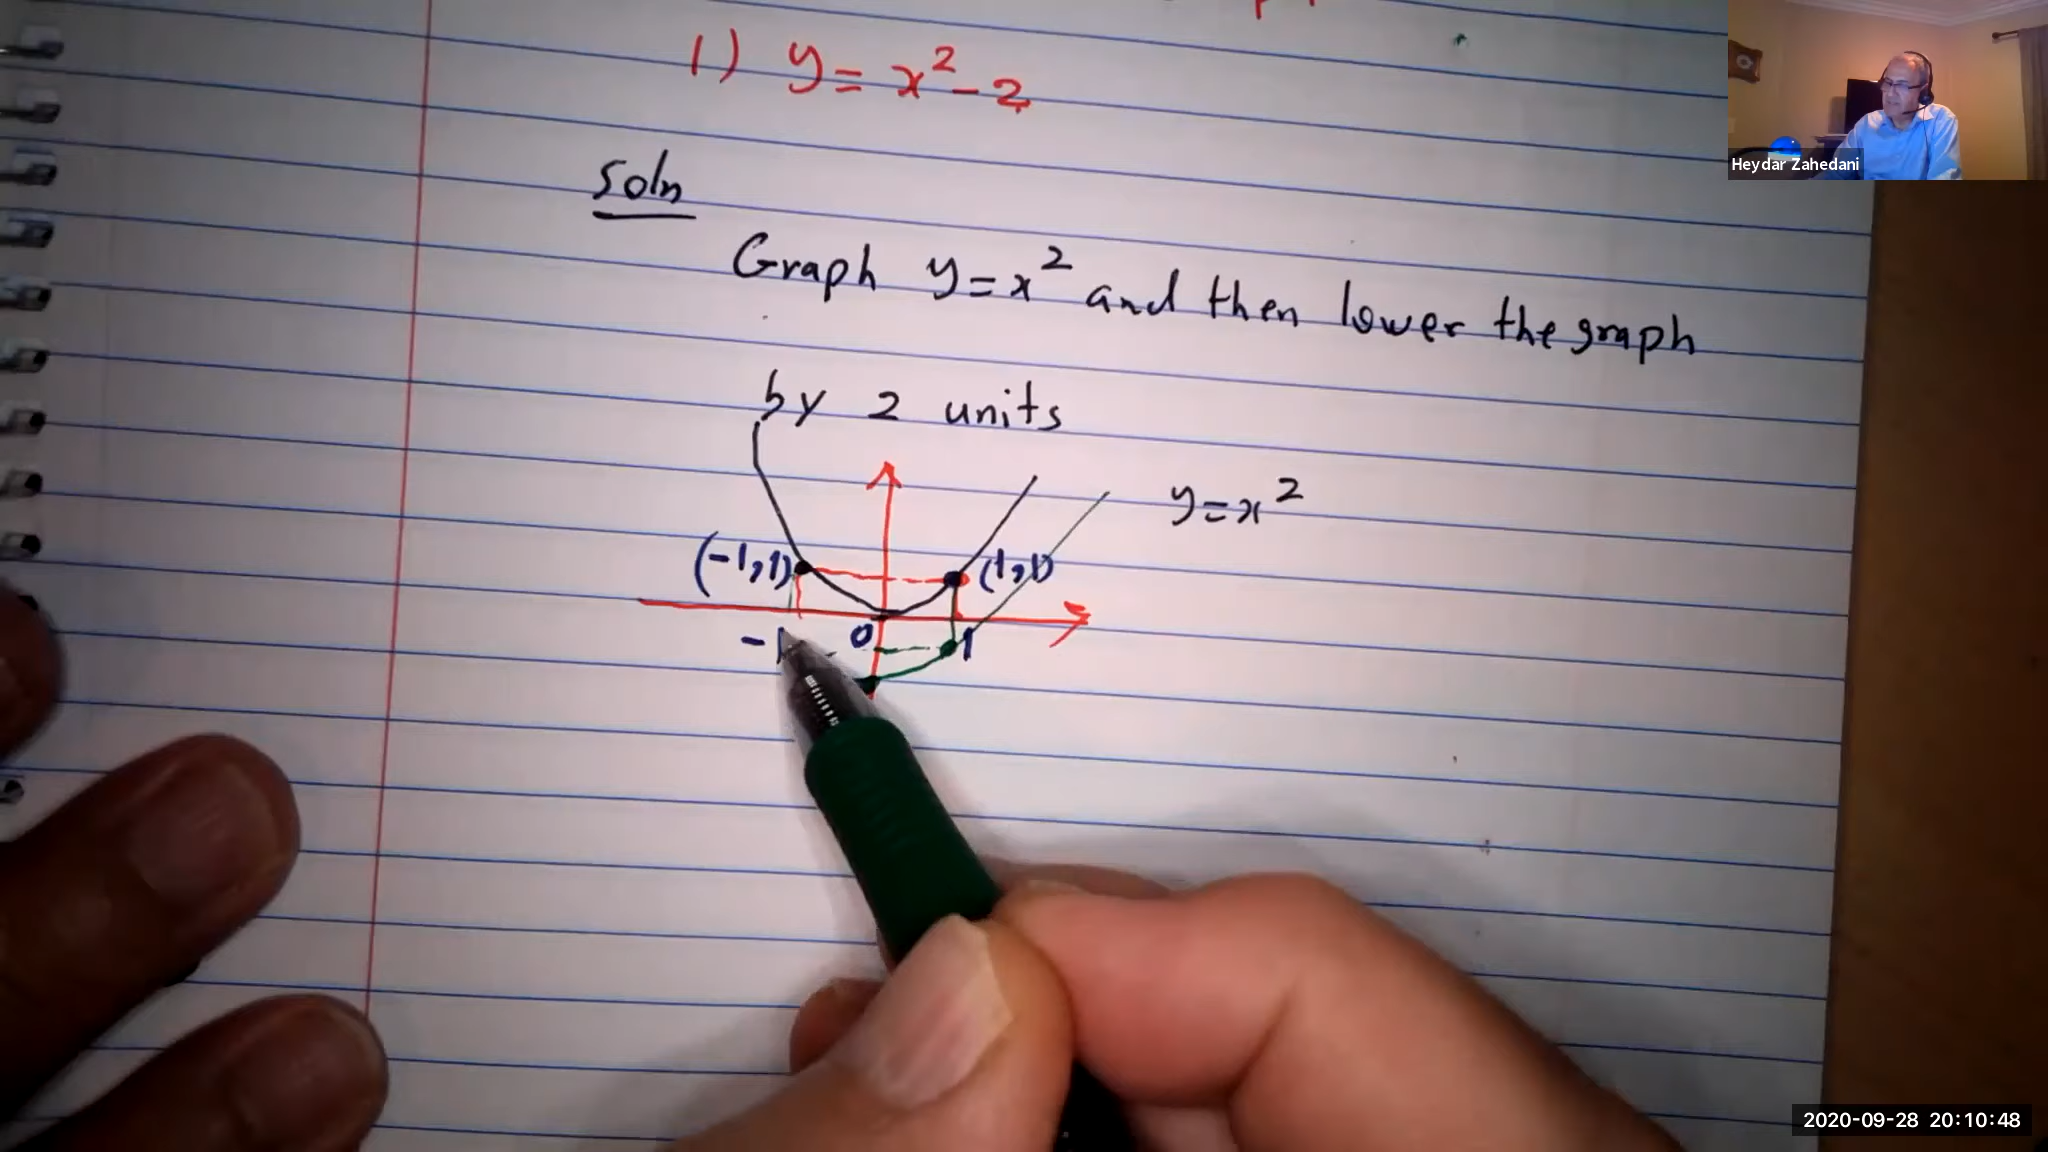 1) y = x² - 2
Heydar Zahedani
Soln
Graph y = x² and then lower the graph
by 2 units
y = x²
(-1,1) (1,1)
-1 0 1
2020-09-28 20:10:48